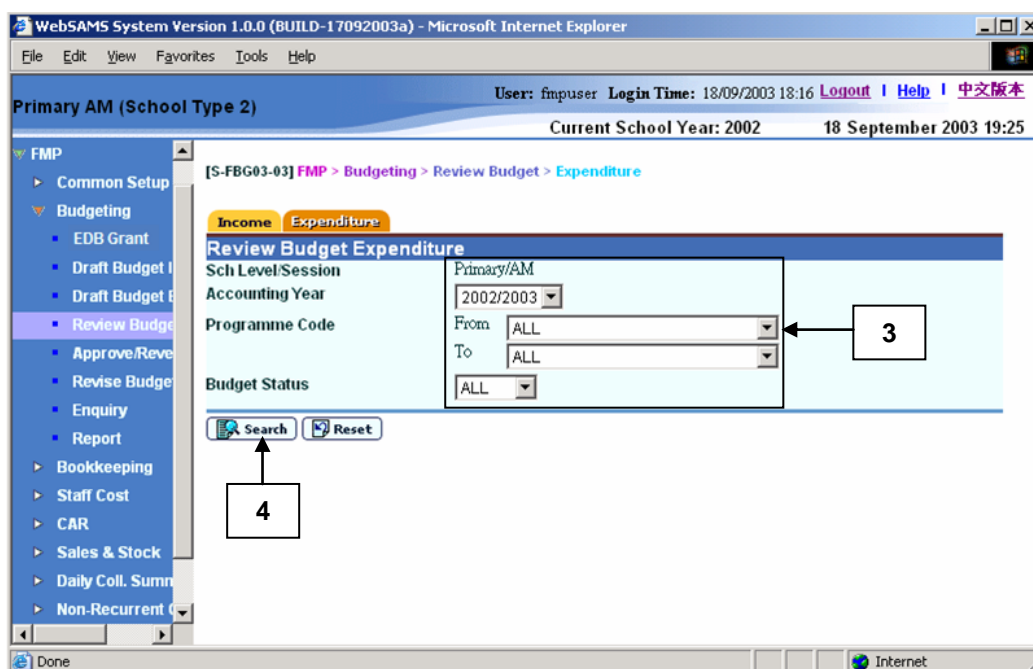 WebSAMS System Version 1.0.0 (BUILD-17092003a) - Microsoft Internet Explorer
File Edit View Favorites Tools Help
Primary AM (School Type 2)
User: fmpuser Login Time: 18/09/2003 18:16 Logout | Help | 中文版本
Current School Year: 2002 18 September 2003 19:25
FMP
Common Setup
Budgeting
EDB Grant
Draft Budget I
Draft Budget E
Review Budge
Approve/Reve
Revise Budge
Enquiry
Report
Bookkeeping
Staff Cost
CAR
Sales & Stock
Daily Coll. Summ
Non-Recurrent
[S-FBG03-03] FMP > Budgeting > Review Budget > Expenditure
Income Expenditure
Review Budget Expenditure
Sch Level/Session Primary/AM
Accounting Year 2002/2003
Programme Code From ALL
To ALL
Budget Status ALL
Search Reset
3
4
Done Internet